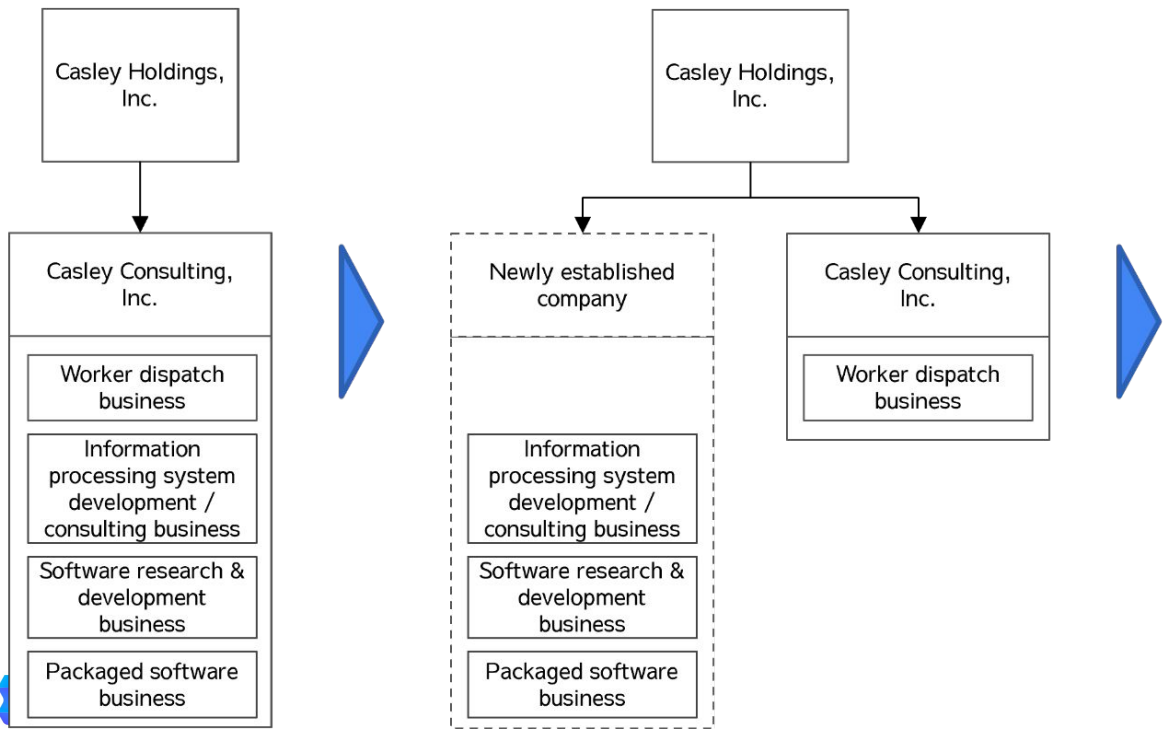 Casley Holdings,
Inc.
Casley Consulting,
Inc.
Worker dispatch
business
Information
processing system
development /
consulting business
Software research &
development
business
Packaged software
business
Casley Holdings,
Inc.
Newly established
company
Information
processing system
development /
consulting business
Software research &
development
business
Packaged software
business
Casley Consulting,
Inc.
Worker dispatch
business